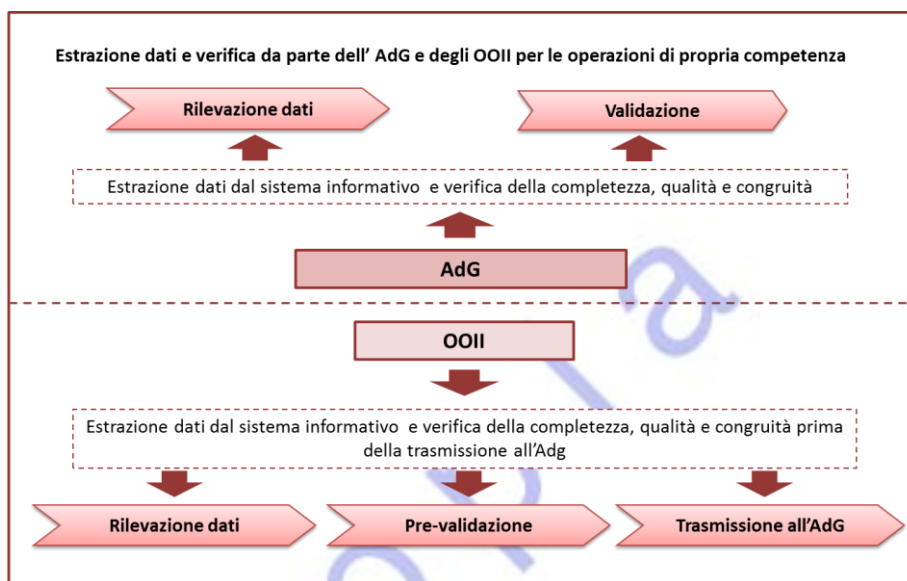 Estrazione dati e verifica da parte dell' AdG e degli OOII per le operazioni di propria competenza
Rilevazione dati
Validazione
Estrazione dati dal sistema informativo e verifica della completezza, qualità e congruità
AdG
OOII
Estrazione dati dal sistema informativo e verifica della completezza, qualità e congruità prima
della trasmissione all'Adg
Rilevazione dati
Pre-validazione
Trasmissione all'AdG